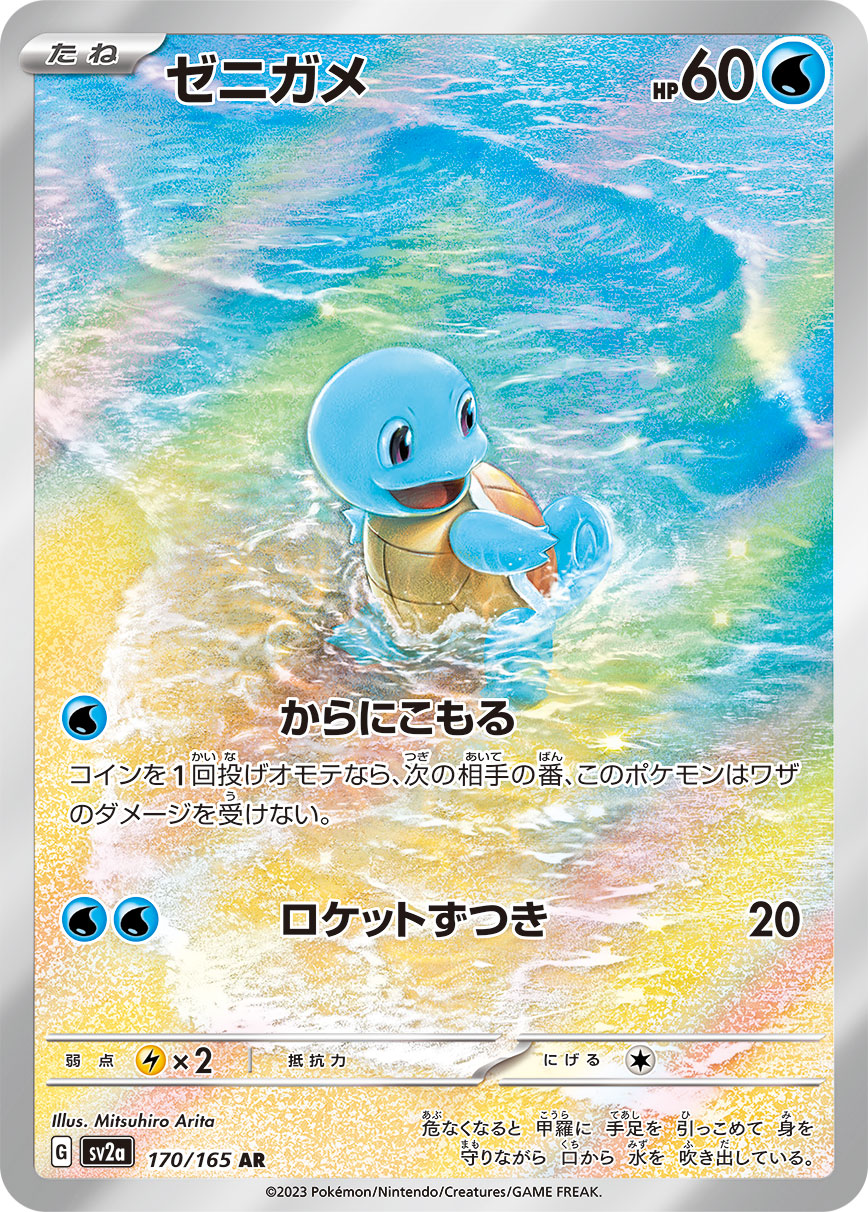 たね
ゼニガメ
HP60
からにこもる
コインを1回投げオモテなら、次の相手の番、このポケモンはワザ
のダメージを受けない。
ロケットずつき 20
弱点 ×2 抵抗力 にげる
Illus. Mitsuhiro Arita
G sv2a 170/165 AR
危なくなると 甲羅に 手足を 引っこめて 身を
守りながら 口から 水を 吹き出している。
©2023 Pokémon/Nintendo/Creatures/GAME FREAK.